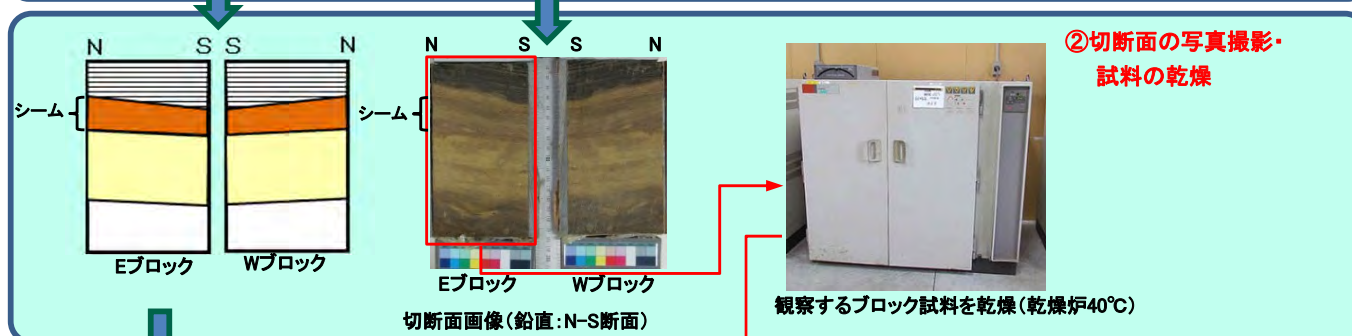 ②切断面の写真撮影・
試料の乾燥
N S S N
シーム
Eブロック Wブロック
N S S N
シーム
Eブロック Wブロック
切断面画像(鉛直:N-S断面)
観察するブロック試料を乾燥(乾燥炉40℃)